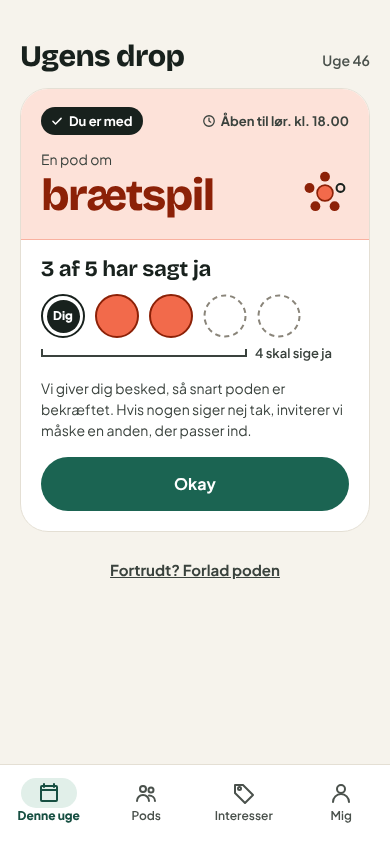 Ugens drop
Uge 46
Du er med
Åben til lør. kl. 18.00
En pod om
brætspil
3 af 5 har sagt ja
Dig
4 skal sige ja
Vi giver dig besked, så snart poden er
bekræftet. Hvis nogen siger nej tak, inviterer vi
måske en anden, der passer ind.
Okay
Fortrudt? Forlad poden
Denne uge
Pods
Interesser
Mig